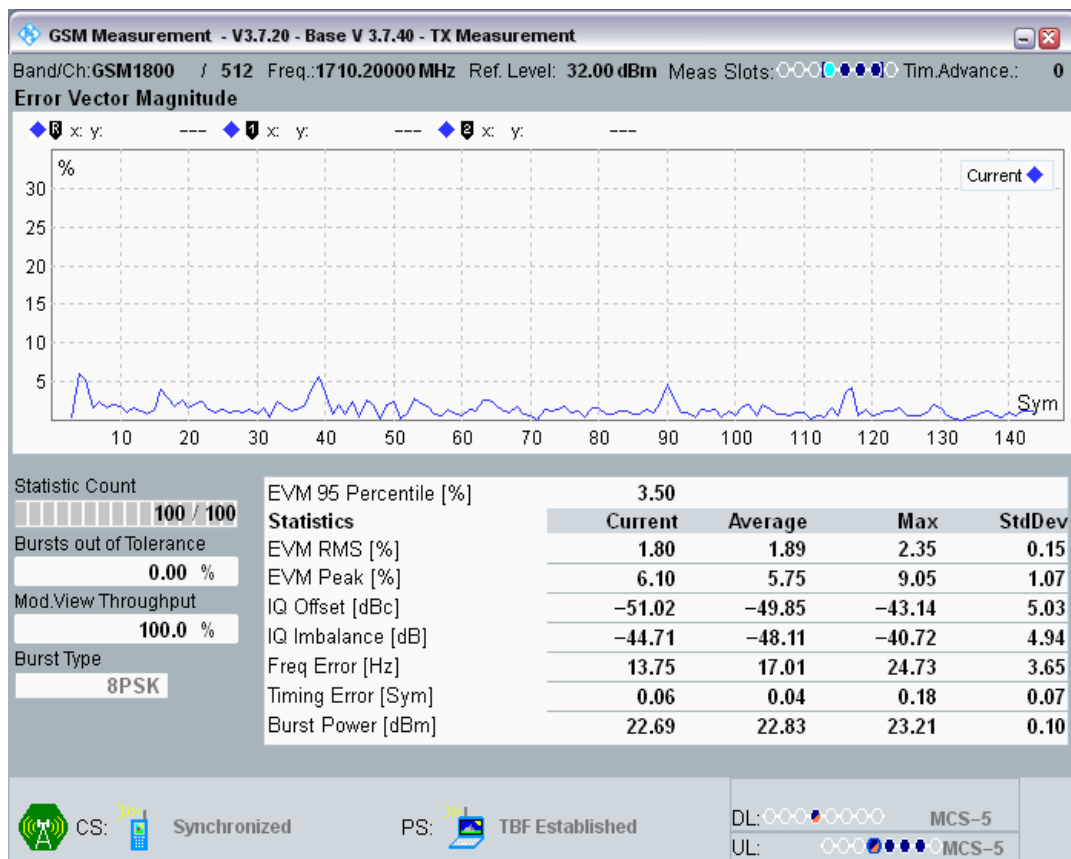 GSM Measurement - V3.7.20 - Base V 3.7.40 - TX Measurement
Band/Ch:GSM1800 / 512 Freq.:1710.20000 MHz Ref. Level: 32.00 dBm Meas Slots: Tim.Advance.: 0
Error Vector Magnitude
R x: y: --- 1 x: y: --- 2 x: y: ---
%
Current
30
25
20
15
10
5
Sym
10 20 30 40 50 60 70 80 90 100 110 120 130 140
Statistic Count
100 / 100
Bursts out of Tolerance
0.00 %
Mod.View Throughput
100.0 %
Burst Type
8PSK
EVM 95 Percentile [%] 3.50
Statistics Current Average Max StdDev
EVM RMS [%] 1.80 1.89 2.35 0.15
EVM Peak [%] 6.10 5.75 9.05 1.07
IQ Offset [dBc] −51.02 −49.85 −43.14 5.03
IQ Imbalance [dB] −44.71 −48.11 −40.72 4.94
Freq Error [Hz] 13.75 17.01 24.73 3.65
Timing Error [Sym] 0.06 0.04 0.18 0.07
Burst Power [dBm] 22.69 22.83 23.21 0.10
CS: Synchronized PS: TBF Established
DL: MCS−5
UL: MCS−5